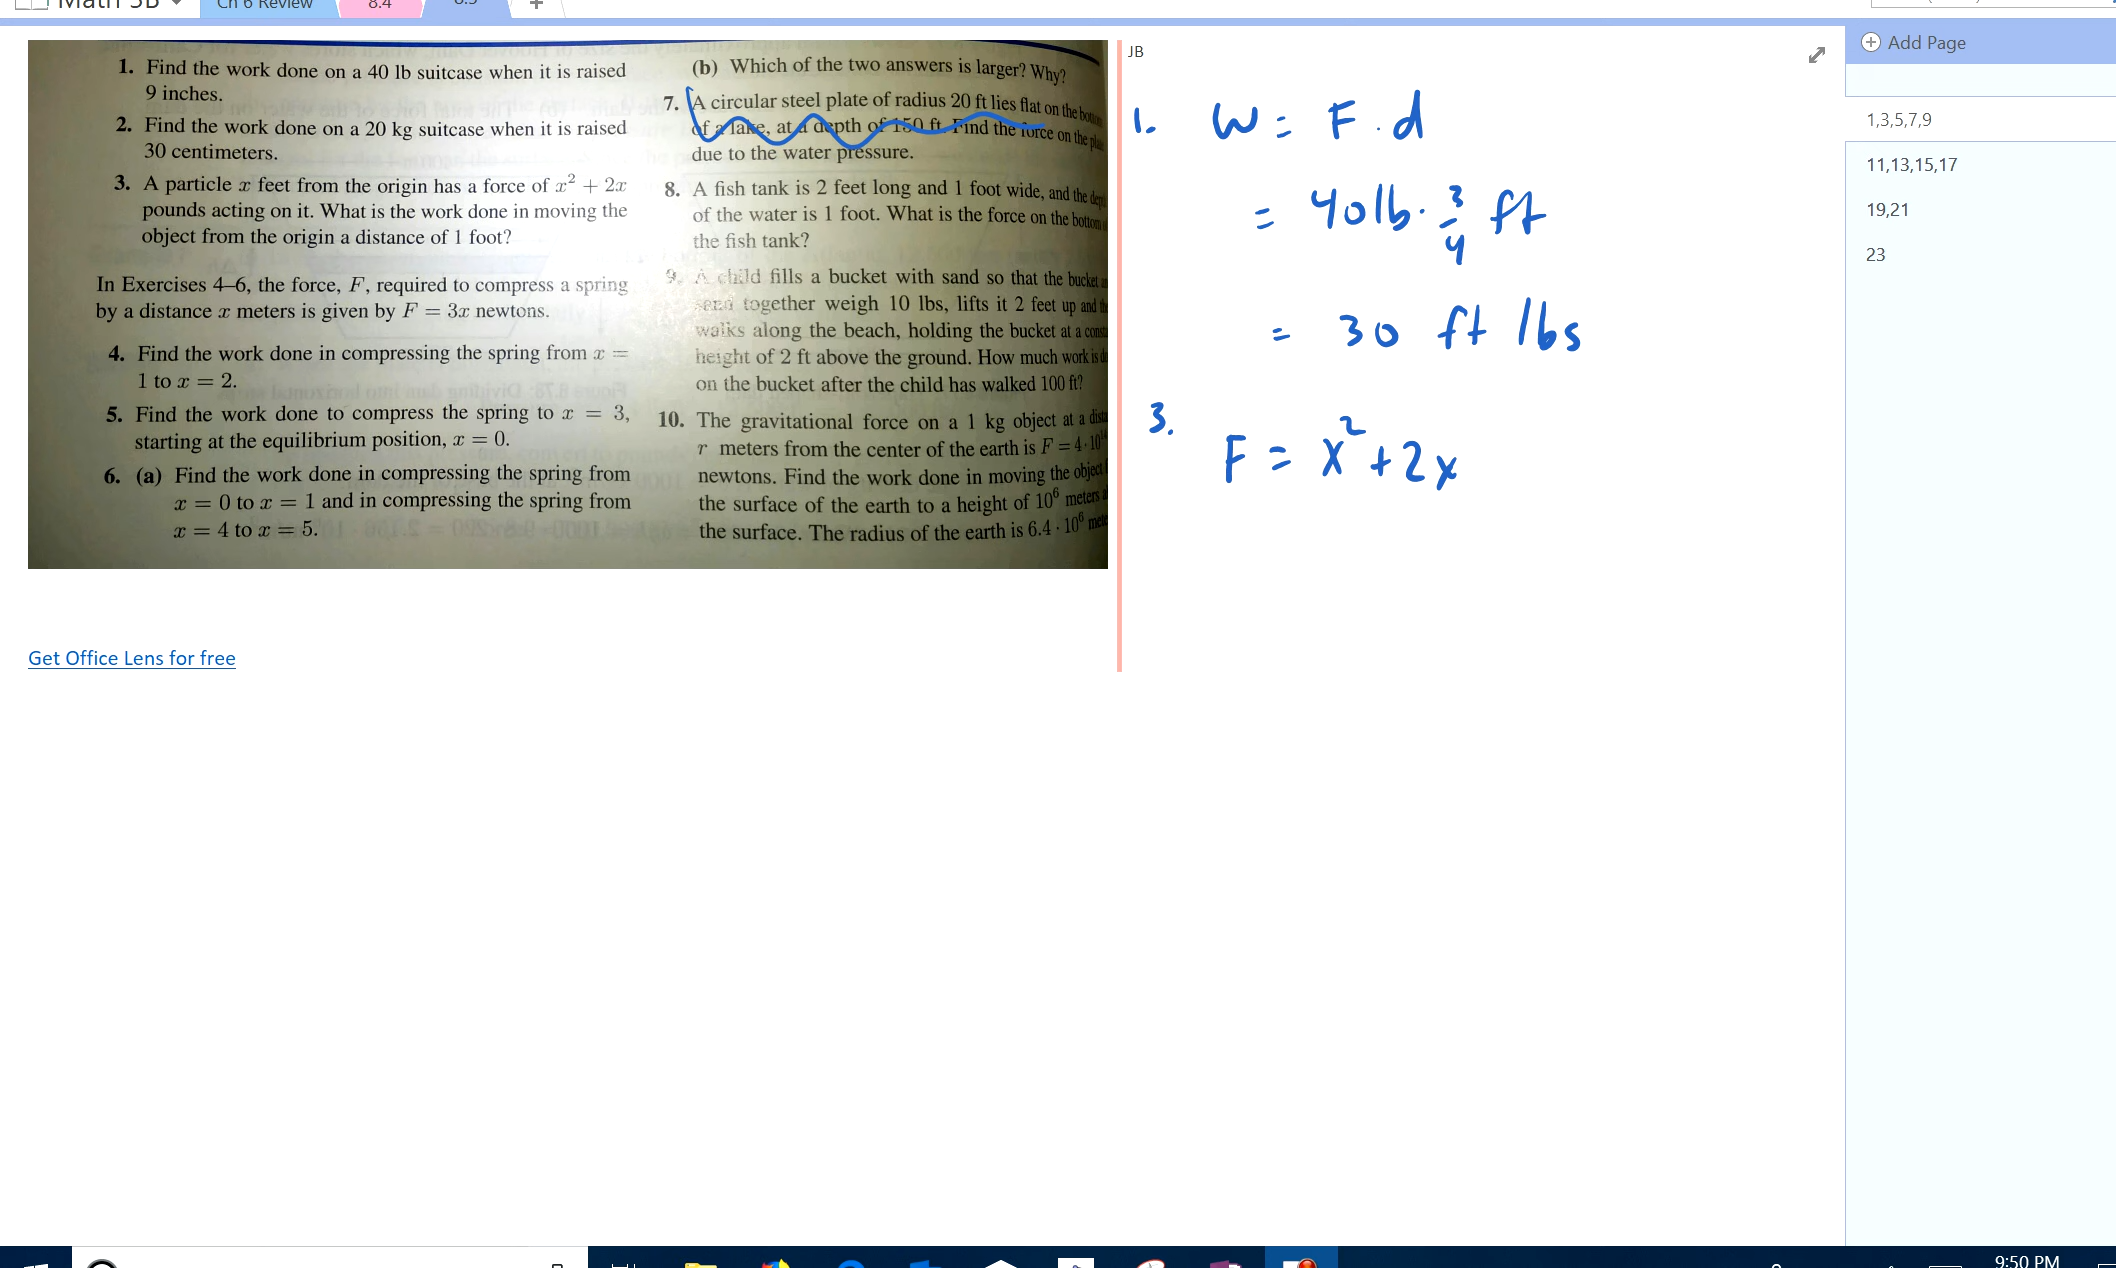 Math 3B
Ch 6 Review
8.4
8.5
1. Find the work done on a 40 lb suitcase when it is raised
9 inches.
2. Find the work done on a 20 kg suitcase when it is raised
30 centimeters.
3. A particle x feet from the origin has a force of x² + 2x
pounds acting on it. What is the work done in moving the
object from the origin a distance of 1 foot?
In Exercises 4–6, the force, F, required to compress a spring
by a distance x meters is given by F = 3x newtons.
4. Find the work done in compressing the spring from x =
1 to x = 2.
5. Find the work done to compress the spring to x = 3,
starting at the equilibrium position, x = 0.
6. (a) Find the work done in compressing the spring from
x = 0 to x = 1 and in compressing the spring from
x = 4 to x = 5.
(b) Which of the two answers is larger? Why?
7. A circular steel plate of radius 20 ft lies flat on the bottom
of a lake, at a depth of 150 ft. Find the force on the plate
due to the water pressure.
8. A fish tank is 2 feet long and 1 foot wide, and the
of the water is 1 foot. What is the force on the bottom
the fish tank?
9. A child fills a bucket with sand so that the bucket
sand together weigh 10 lbs, lifts it 2 feet up and
walks along the beach, holding the bucket at a
height of 2 ft above the ground. How much work is
on the bucket after the child has walked 100 ft?
10. The gravitational force on a 1 kg object at a
r meters from the center of the earth is F = 4 · 10
newtons. Find the work done in moving the object
the surface of the earth to a height of 10⁶ meters
the surface. The radius of the earth is 6.4 · 10⁶
Get Office Lens for free
JB
1. W = F · d
= 40 lb · 3/4 ft
= 30 ft lbs
3. F = x² + 2x
Add Page
1,3,5,7,9
11,13,15,17
19,21
23
9:50 PM